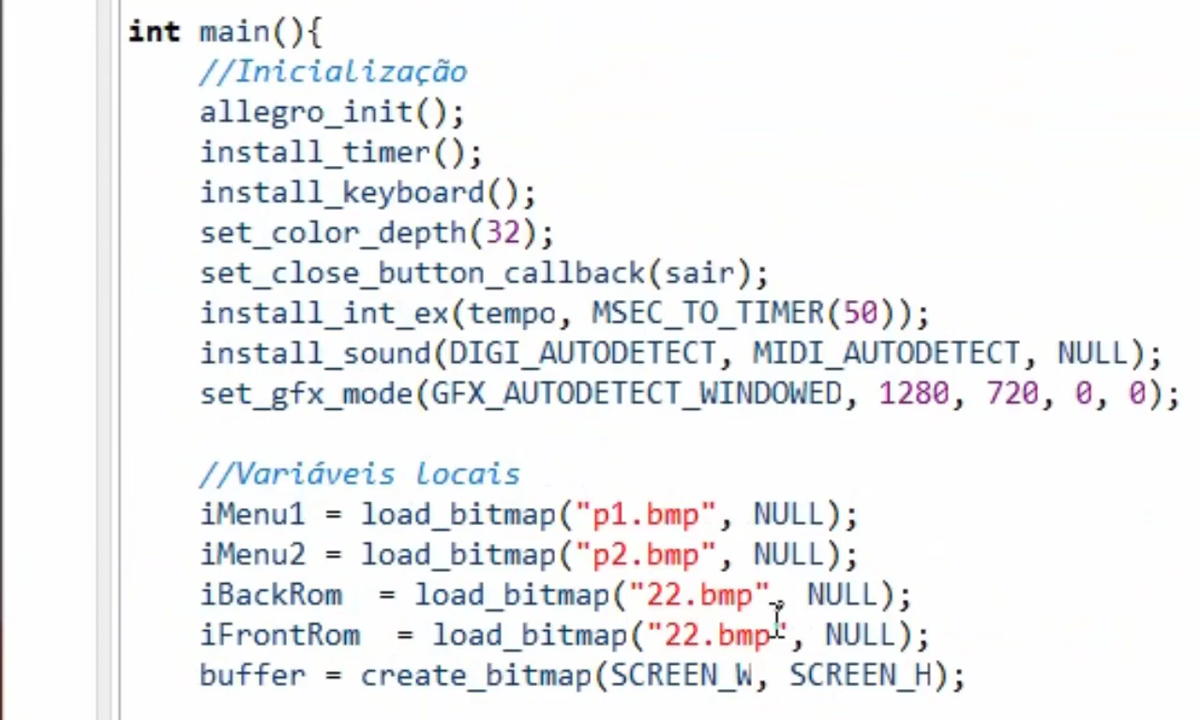 int main(){
//Inicialização
allegro_init();
install_timer();
install_keyboard();
set_color_depth(32);
set_close_button_callback(sair);
install_int_ex(tempo, MSEC_TO_TIMER(50));
install_sound(DIGI_AUTODETECT, MIDI_AUTODETECT, NULL);
set_gfx_mode(GFX_AUTODETECT_WINDOWED, 1280, 720, 0, 0);
//Variáveis locais
iMenu1 = load_bitmap("p1.bmp", NULL);
iMenu2 = load_bitmap("p2.bmp", NULL);
iBackRom  = load_bitmap("22.bmp", NULL);
iFrontRom  = load_bitmap("22.bmp", NULL);
buffer = create_bitmap(SCREEN_W, SCREEN_H);